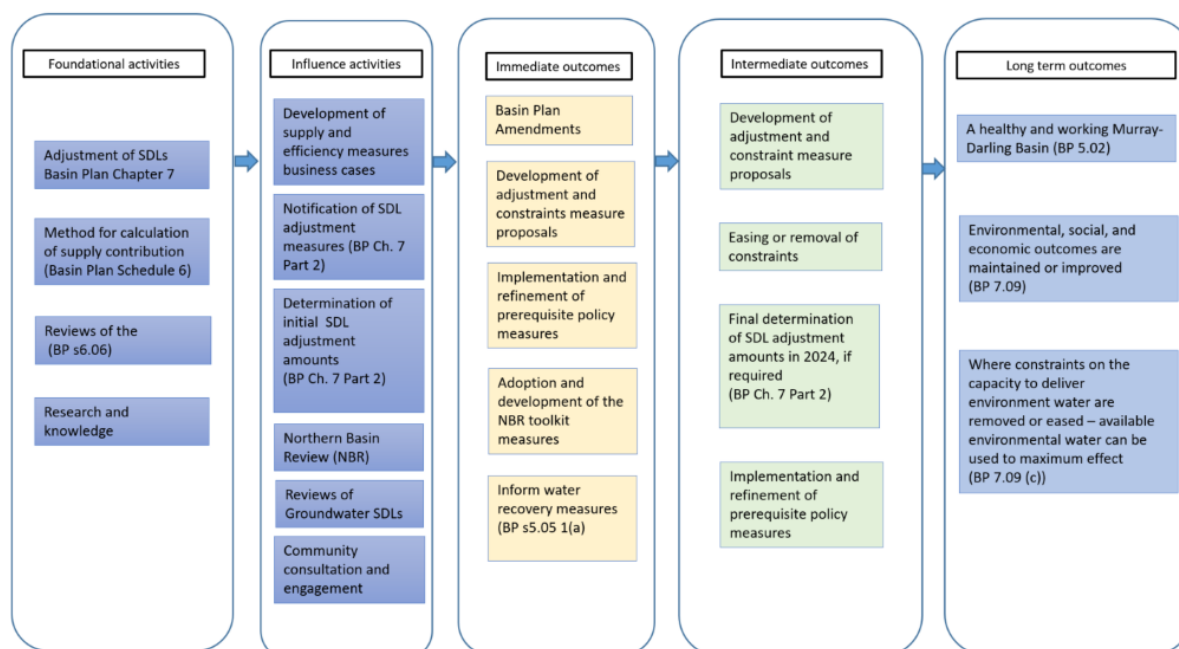 Foundational activities
Adjustment of SDLs
Basin Plan Chapter 7
Method for calculation
of supply contribution
(Basin Plan Schedule 6)
Reviews of the
(BP s6.06)
Research and
knowledge
Influence activities
Development of
supply and
efficiency measures
business cases
Notification of SDL
adjustment
measures (BP Ch. 7
Part 2)
Determination of
initial SDL
adjustment
amounts
(BP Ch. 7 Part 2)
Northern Basin
Review (NBR)
Reviews of
Groundwater SDLs
Community
consultation and
engagement
Immediate outcomes
Basin Plan
Amendments
Development of
adjustment and
constraints measure
proposals
Implementation and
refinement of
prerequisite policy
measures
Adoption and
development of the
NBR toolkit
measures
Inform water
recovery measures
(BP s5.05 1(a)
Intermediate outcomes
Development of
adjustment and
constraint measure
proposals
Easing or removal of
constraints
Final determination
of SDL adjustment
amounts in 2024, if
required
(BP Ch. 7 Part 2)
Implementation and
refinement of
prerequisite policy
measures
Long term outcomes
A healthy and working Murray-
Darling Basin (BP 5.02)
Environmental, social, and
economic outcomes are
maintained or improved
(BP 7.09)
Where constraints on the
capacity to deliver
environment water are
removed or eased – available
environmental water can be
used to maximum effect
(BP 7.09 (c))